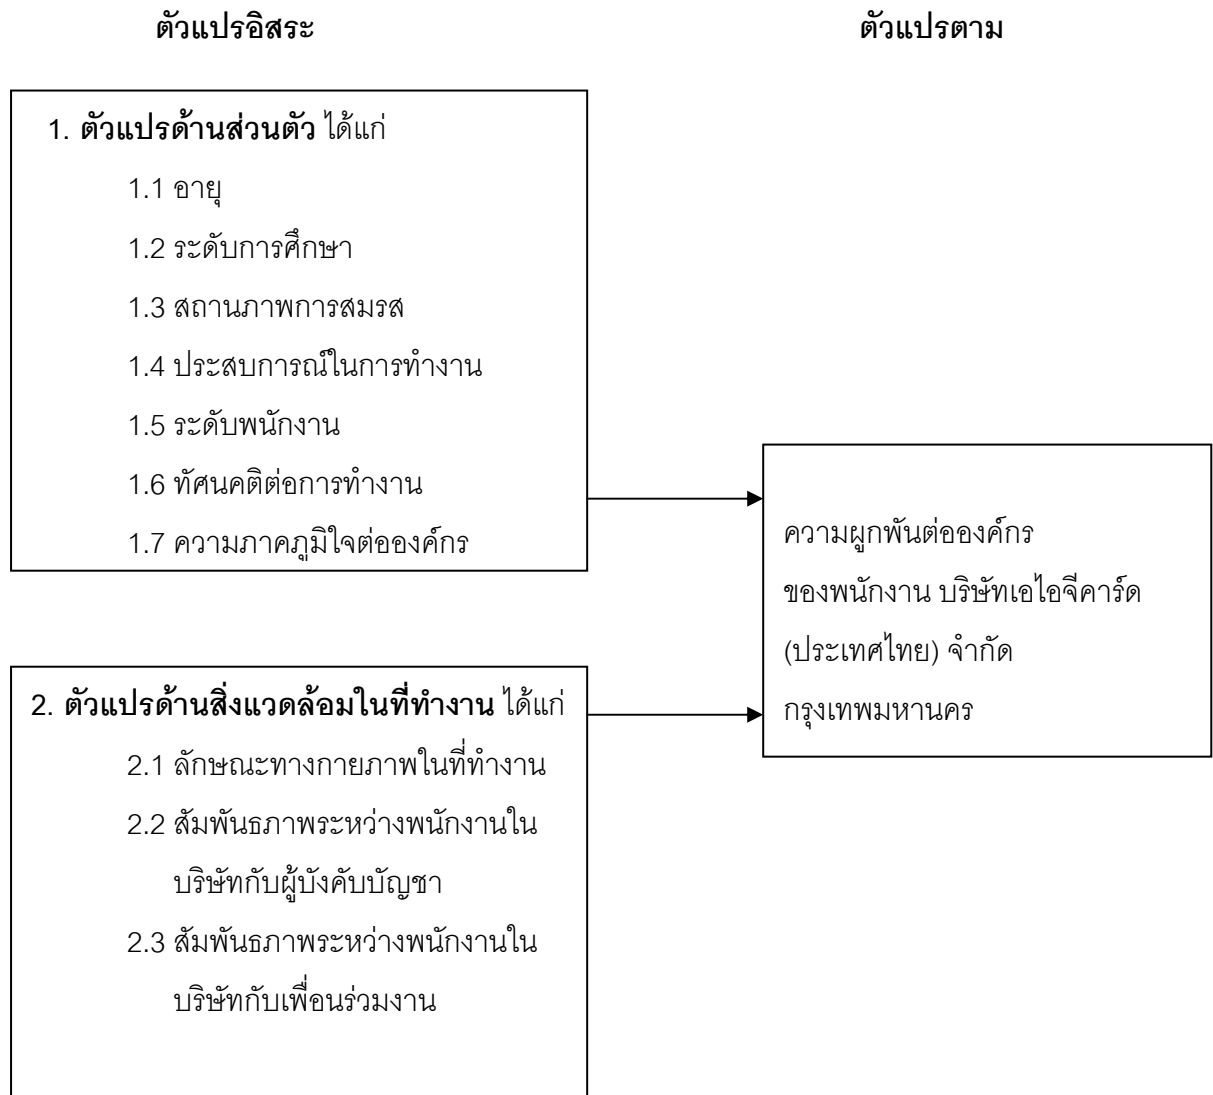 ตัวแปรอิสระ
ตัวแปรตาม
1. ตัวแปรด้านส่วนตัว ได้แก่
1.1 อายุ
1.2 ระดับการศึกษา
1.3 สถานภาพการสมรส
1.4 ประสบการณ์ในการทำงาน
1.5 ระดับพนักงาน
1.6 ทัศนคติต่อการทำงาน
1.7 ความภาคภูมิใจต่อองค์กร
2. ตัวแปรด้านสิ่งแวดล้อมในที่ทำงาน ได้แก่
2.1 ลักษณะทางกายภาพในที่ทำงาน
2.2 สัมพันธภาพระหว่างพนักงานใน
บริษัทกับผู้บังคับบัญชา
2.3 สัมพันธภาพระหว่างพนักงานใน
บริษัทกับเพื่อนร่วมงาน
ความผูกพันต่อองค์กร
ของพนักงาน บริษัทเอไอจีคาร์ด
(ประเทศไทย) จำกัด
กรุงเทพมหานคร